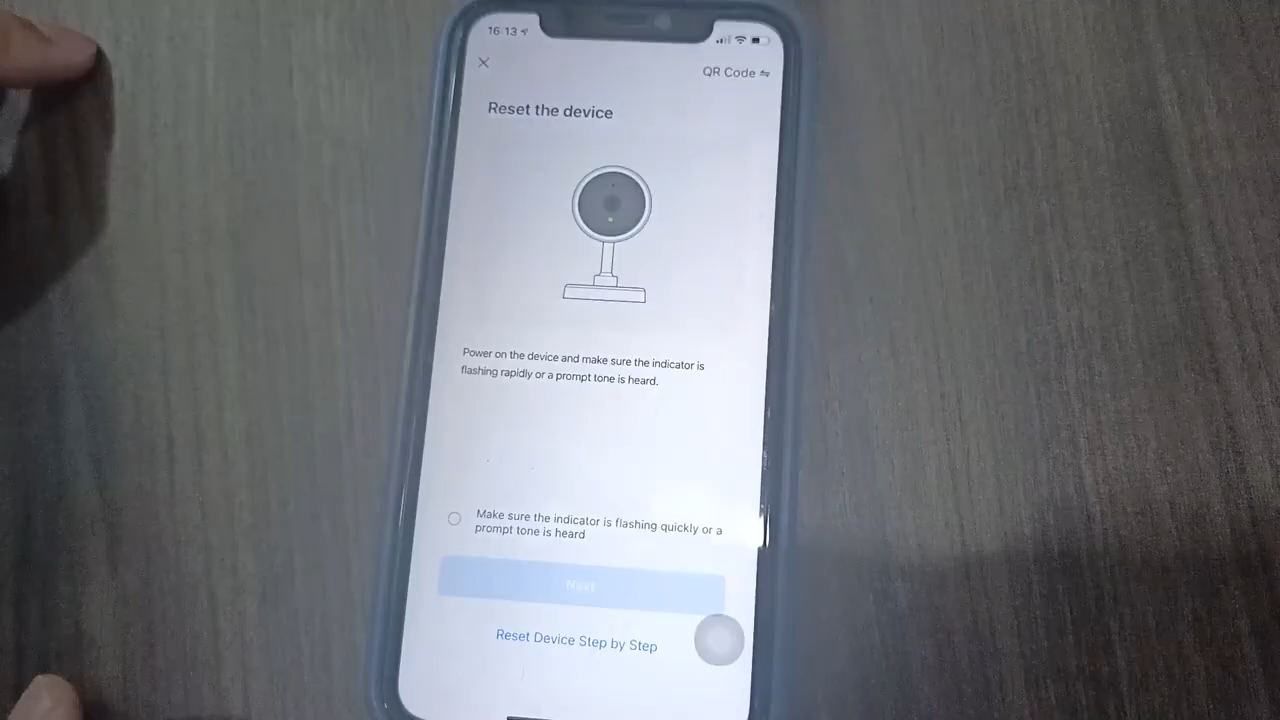 16:13
QR Code
Reset the device
Power on the device and make sure the indicator is
flashing rapidly or a prompt tone is heard.
Make sure the indicator is flashing quickly or a
prompt tone is heard
Next
Reset Device Step by Step